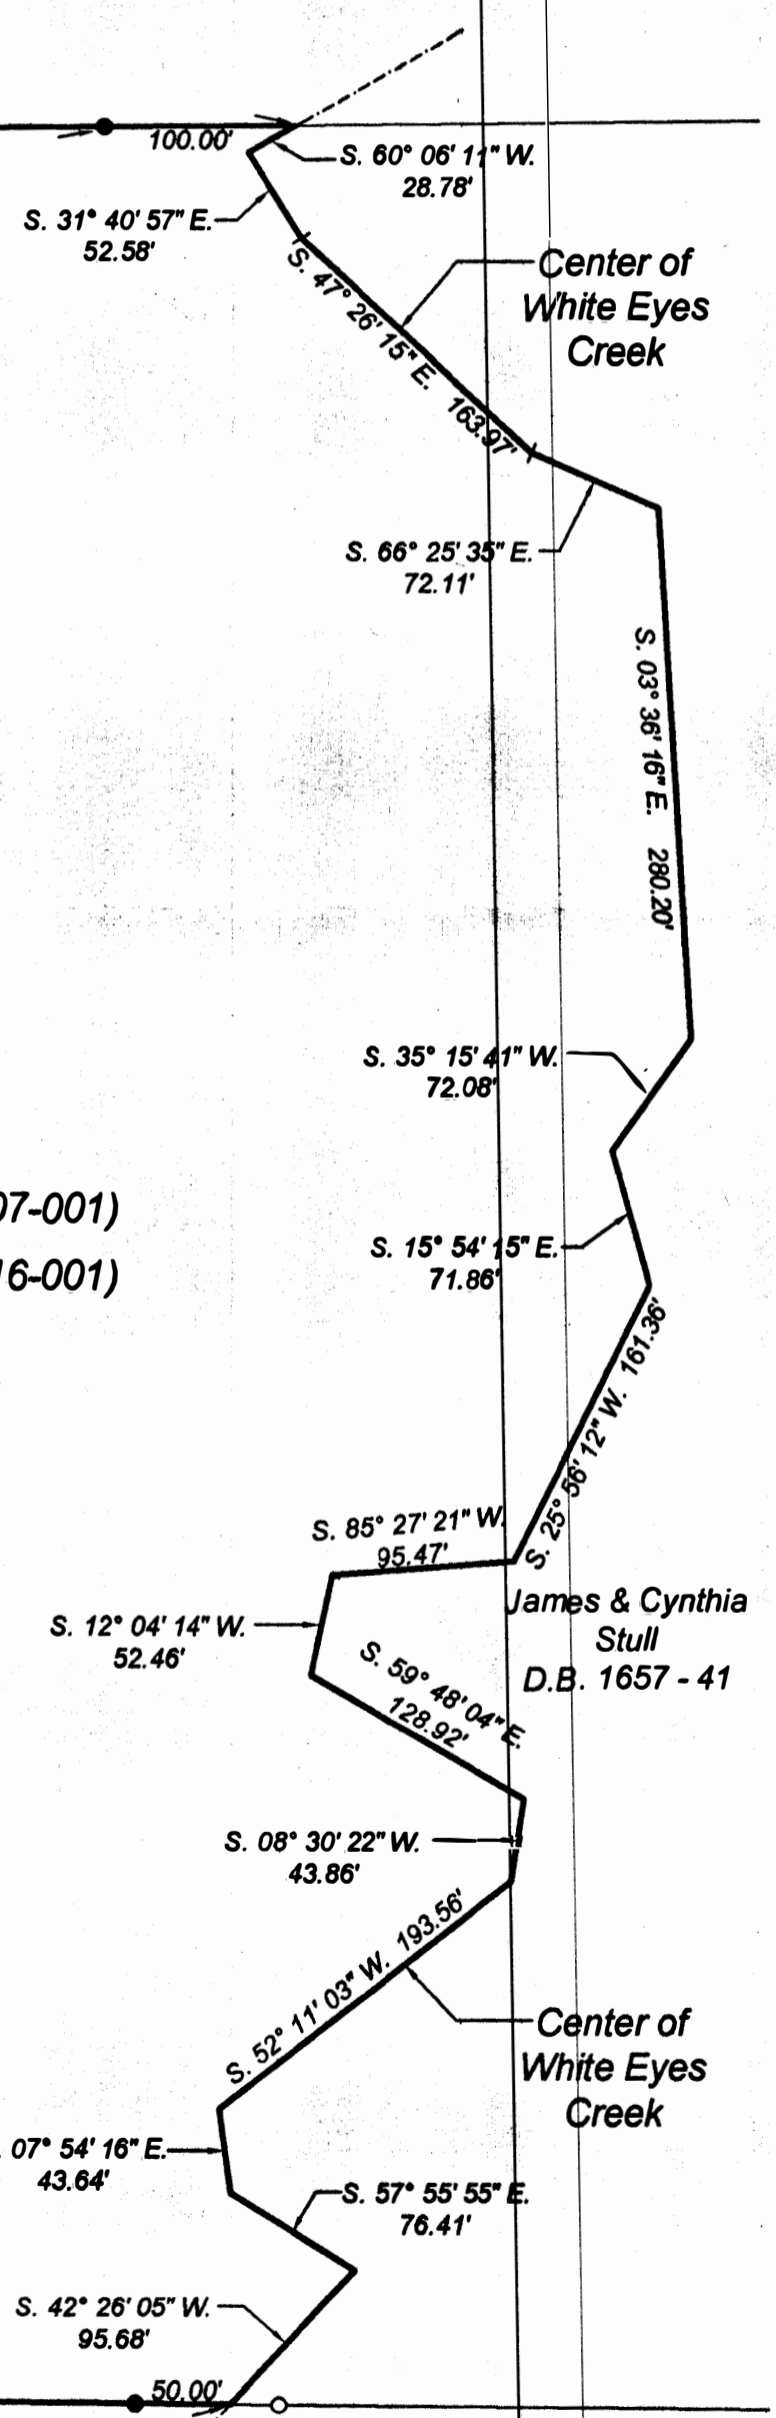 100.00'
S. 60° 06' 11" W.
28.78'
S. 31° 40' 57" E.
52.58'
S. 47° 26' 15" E. 163.97'
Center of
White Eyes
Creek
S. 66° 25' 35" E.
72.11'
S. 03° 36' 16" E. 280.20'
S. 35° 15' 41" W.
72.08'
07-001)
16-001)
S. 15° 54' 15" E.
71.86'
S. 25° 56' 12" W. 161.36'
S. 85° 27' 21" W.
95.47'
James & Cynthia
Stull
D.B. 1657 - 41
S. 12° 04' 14" W.
52.46'
S. 59° 48' 04" E.
128.92'
S. 08° 30' 22" W.
43.86'
S. 52° 11' 03" W. 193.56'
Center of
White Eyes
Creek
07° 54' 16" E.
43.64'
S. 57° 55' 55" E.
76.41'
S. 42° 26' 05" W.
95.68'
50.00'